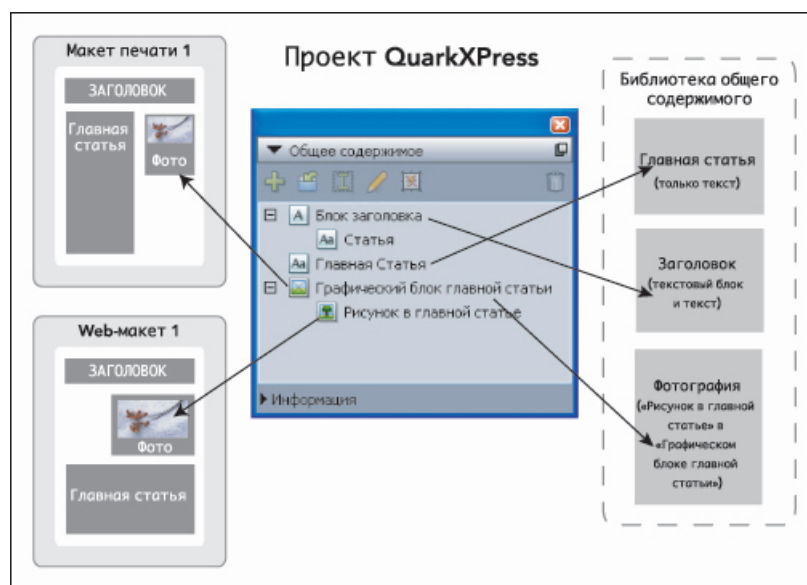 Проект QuarkXPress
Макет печати 1
ЗАГОЛОВОК
Главная
статья
Фото
Web-макет 1
ЗАГОЛОВОК
Фото
Главная статья
Общее содержимое
A Блок заголовка
Aa Статья
Aa Главная Статья
Графический блок главной статьи
Рисунок в главной статье
Информация
Библиотека общего
содержимого
Главная статья
(только текст)
Заголовок
(текстовый блок
и текст)
Фотография
(«Рисунок в главной
статье» в
«Графическом
блоке главной
статьи»)